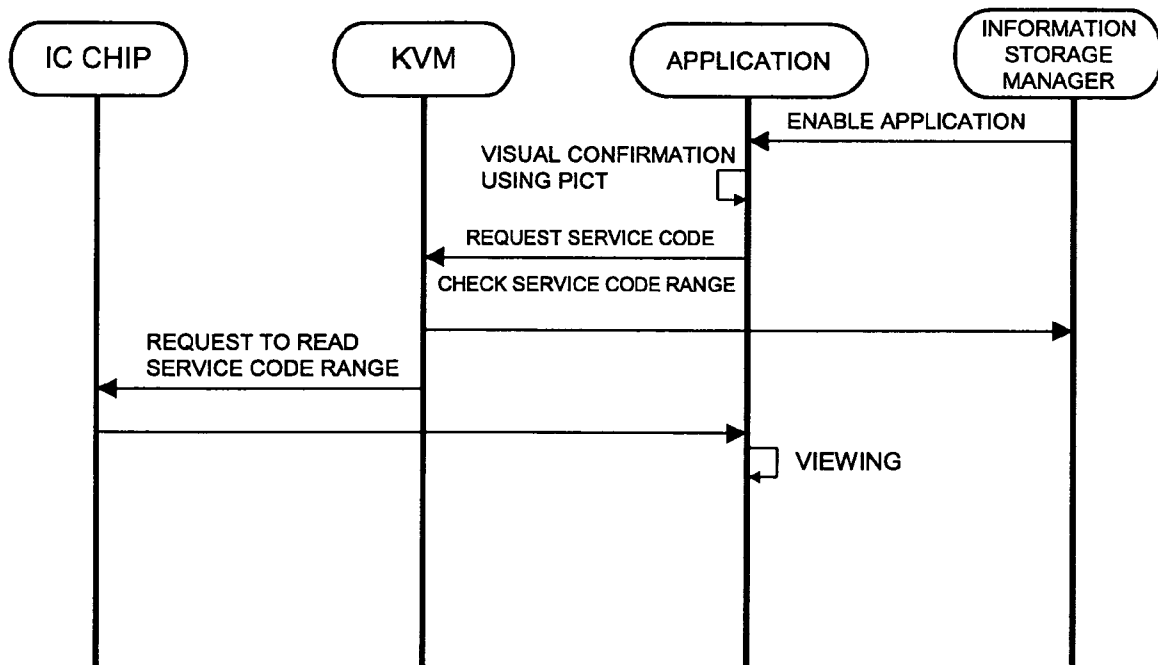 IC CHIP
KVM
APPLICATION
INFORMATION
STORAGE
MANAGER
ENABLE APPLICATION
VISUAL CONFIRMATION
USING PICT
REQUEST SERVICE CODE
CHECK SERVICE CODE RANGE
REQUEST TO READ
SERVICE CODE RANGE
VIEWING